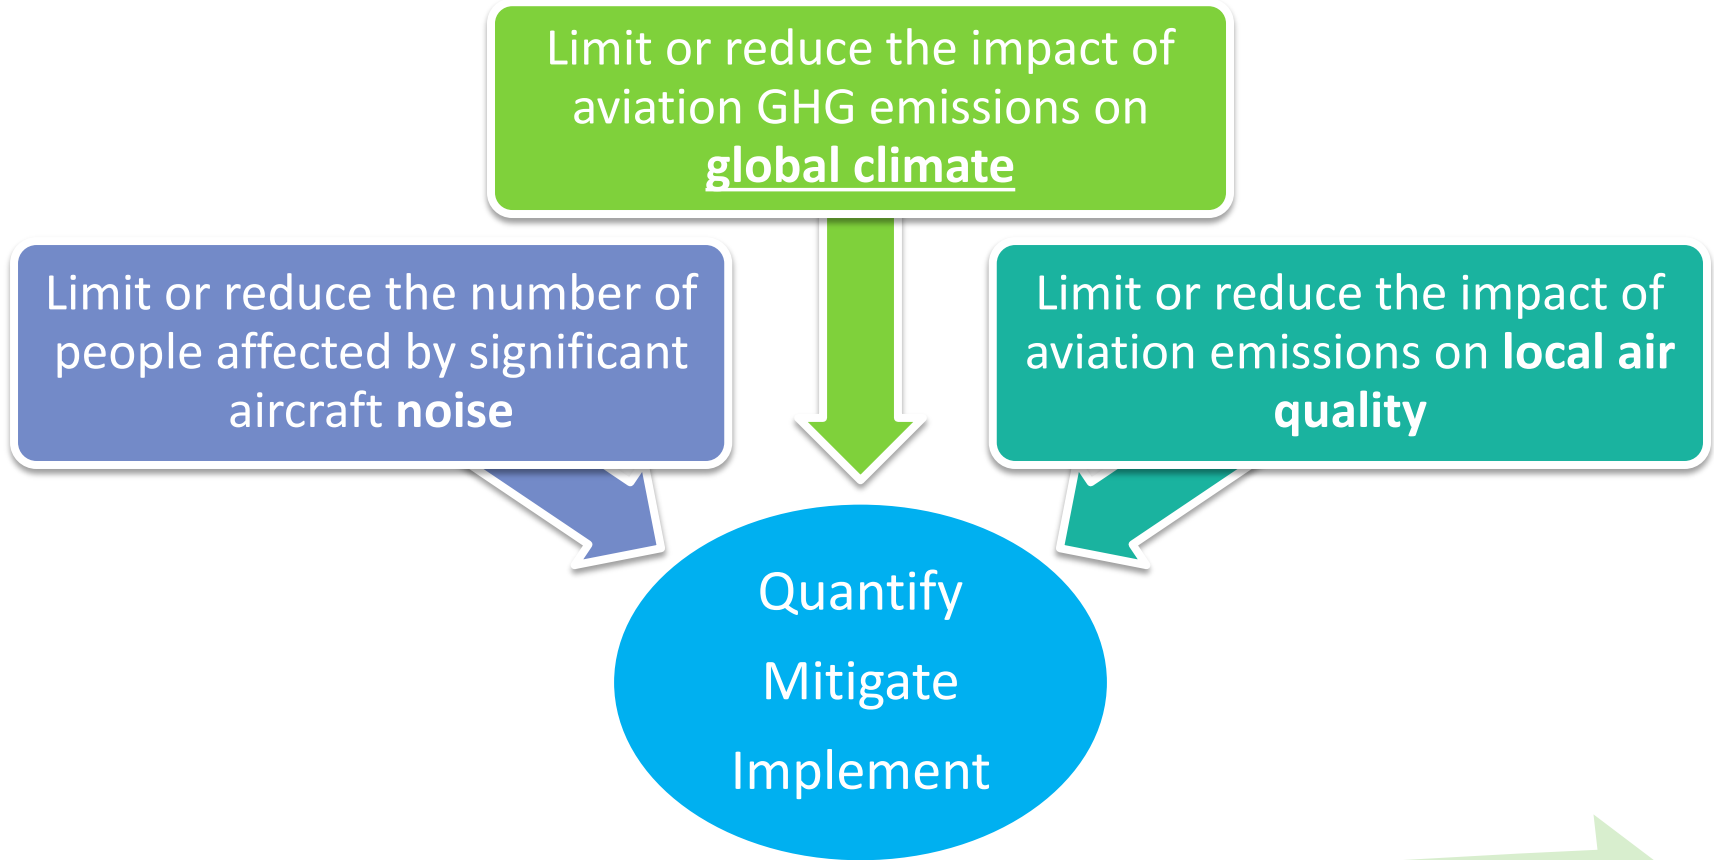 Limit or reduce the impact of
aviation GHG emissions on
global climate
Limit or reduce the number of
people affected by significant
aircraft noise
Limit or reduce the impact of
aviation emissions on local air
quality
Quantify
Mitigate
Implement